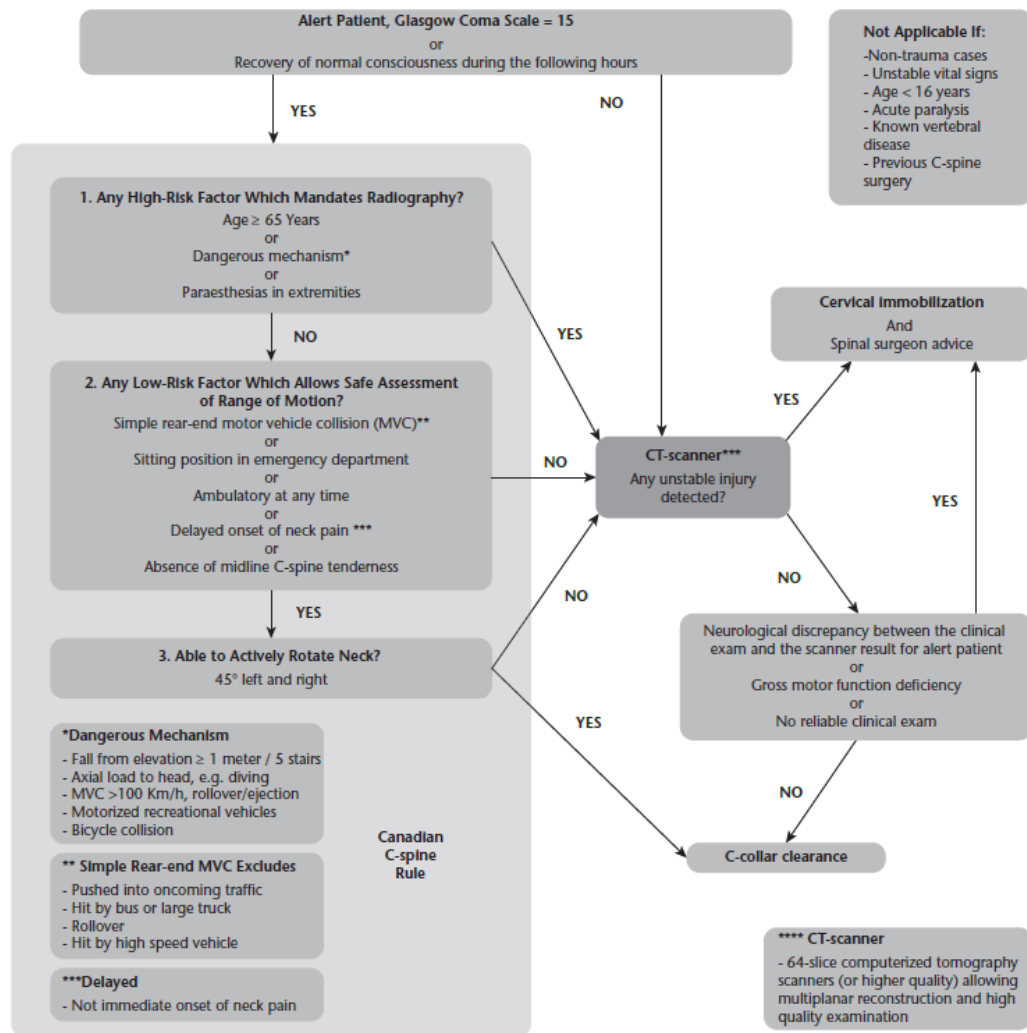 Alert Patient, Glasgow Coma Scale = 15
or
Recovery of normal consciousness during the following hours
Not Applicable If:
-Non-trauma cases
- Unstable vital signs
- Age < 16 years
- Acute paralysis
- Known vertebral
disease
- Previous C-spine
surgery
YES
NO
1. Any High-Risk Factor Which Mandates Radiography?
Age ≥ 65 Years
or
Dangerous mechanism*
or
Paraesthesias in extremities
YES
NO
2. Any Low-Risk Factor Which Allows Safe Assessment
of Range of Motion?
Simple rear-end motor vehicle collision (MVC)**
or
Sitting position in emergency department
or
Ambulatory at any time
or
Delayed onset of neck pain ***
or
Absence of midline C-spine tenderness
NO
YES
3. Able to Actively Rotate Neck?
45° left and right
NO
YES
CT-scanner***
Any unstable injury
detected?
YES
NO
Cervical immobilization
And
Spinal surgeon advice
YES
Neurological discrepancy between the clinical
exam and the scanner result for alert patient
or
Gross motor function deficiency
or
No reliable clinical exam
NO
C-collar clearance
*Dangerous Mechanism
- Fall from elevation ≥ 1 meter / 5 stairs
- Axial load to head, e.g. diving
- MVC >100 Km/h, rollover/ejection
- Motorized recreational vehicles
- Bicycle collision
Canadian
C-spine
Rule
** Simple Rear-end MVC Excludes
- Pushed into oncoming traffic
- Hit by bus or large truck
- Rollover
- Hit by high speed vehicle
***Delayed
- Not immediate onset of neck pain
**** CT-scanner
- 64-slice computerized tomography
scanners (or higher quality) allowing
multiplanar reconstruction and high
quality examination